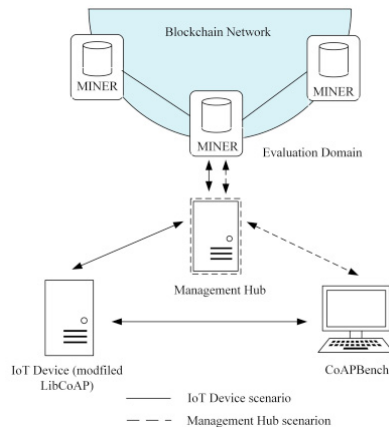 Blockchain Network
MINER
MINER
MINER
Evaluation Domain
Management Hub
IoT Device (modfiled
LibCoAP)
CoAPBench
IoT Device scenario
Management Hub scenarion